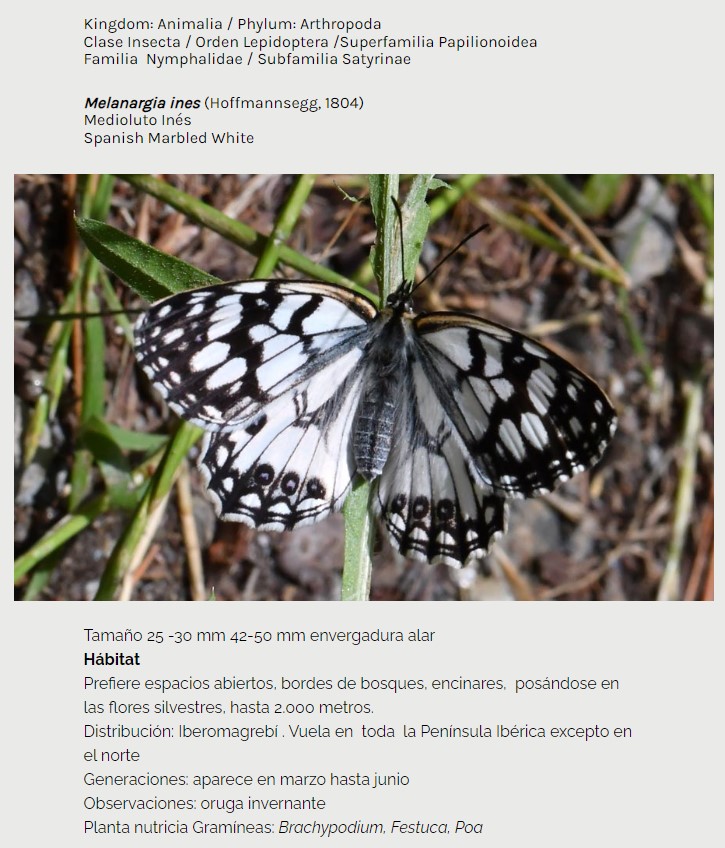 Kingdom: Animalia / Phylum: Arthropoda
Clase Insecta / Orden Lepidoptera /Superfamilia Papilionoidea
Familia  Nymphalidae / Subfamilia Satyrinae
Melanargia ines (Hoffmannsegg, 1804)
Medioluto Inés
Spanish Marbled White
Tamaño 25 -30 mm 42-50 mm envergadura alar
Hábitat
Prefiere espacios abiertos, bordes de bosques, encinares,  posándose en
las flores silvestres, hasta 2.000 metros.
Distribución: Iberomagrebí . Vuela en  toda  la Península Ibérica excepto en
el norte
Generaciones: aparece en marzo hasta junio
Observaciones: oruga invernante
Planta nutricia Gramíneas: Brachypodium, Festuca, Poa